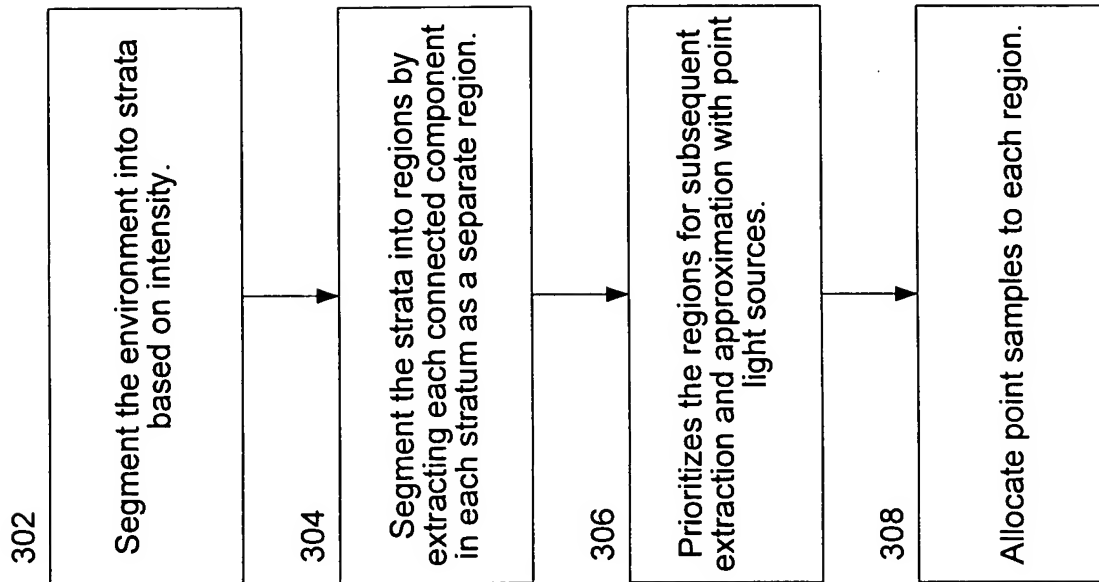 302
Segment the environment into strata
based on intensity.
304
Segment the strata into regions by
extracting each connected component
in each stratum as a separate region.
306
Prioritizes the regions for subsequent
extraction and approximation with point
light sources.
308
Allocate point samples to each region.